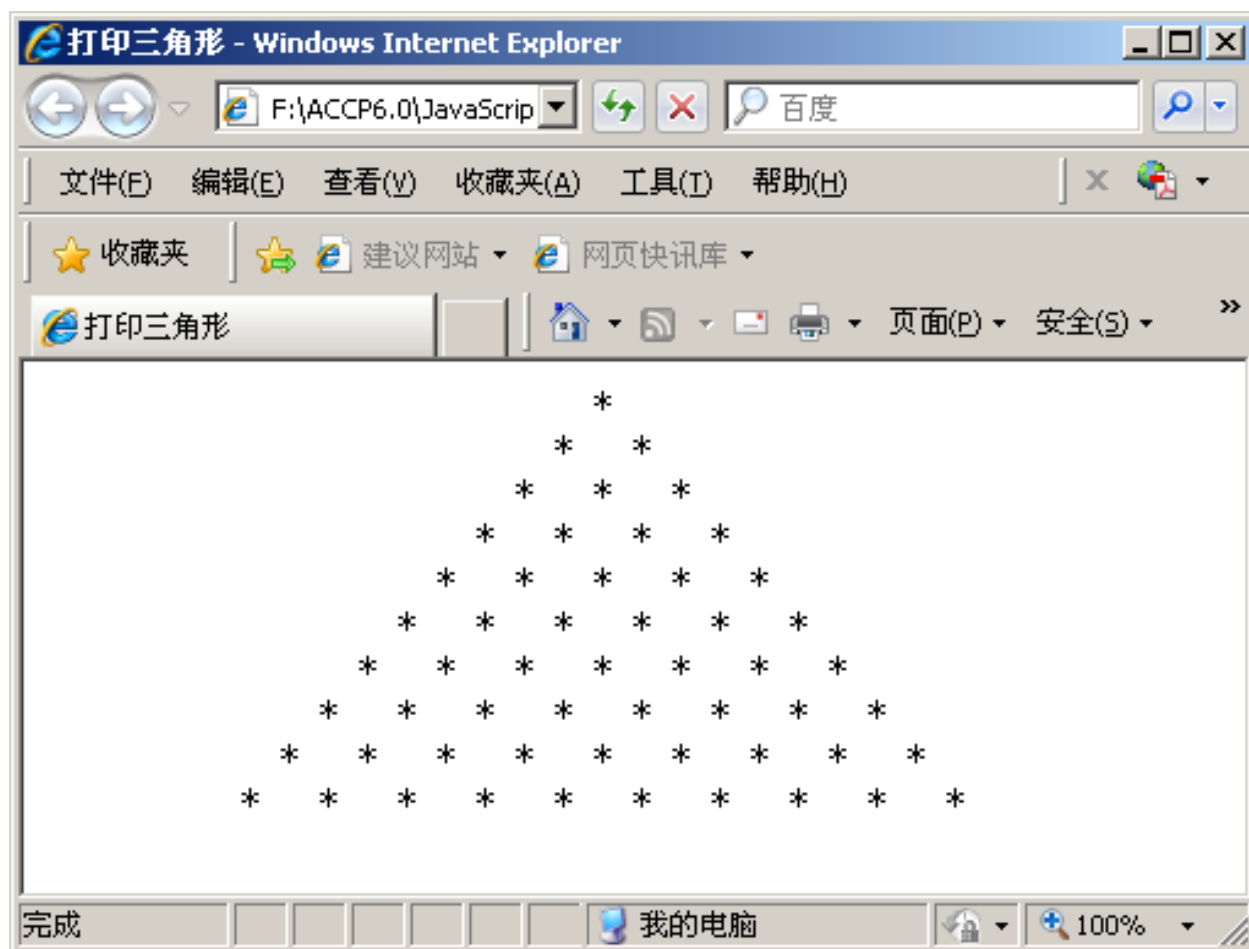 打印三角形 - Windows Internet Explorer
F:\ACCP6.0\JavaScrip 百度
文件(F) 编辑(E) 查看(V) 收藏夹(A) 工具(T) 帮助(H)
收藏夹 建议网站 网页快讯库
打印三角形 页面(P) 安全(S) »
*
* *
* * *
* * * *
* * * * *
* * * * * *
* * * * * * *
* * * * * * * *
* * * * * * * * *
* * * * * * * * * *
完成 我的电脑 100%